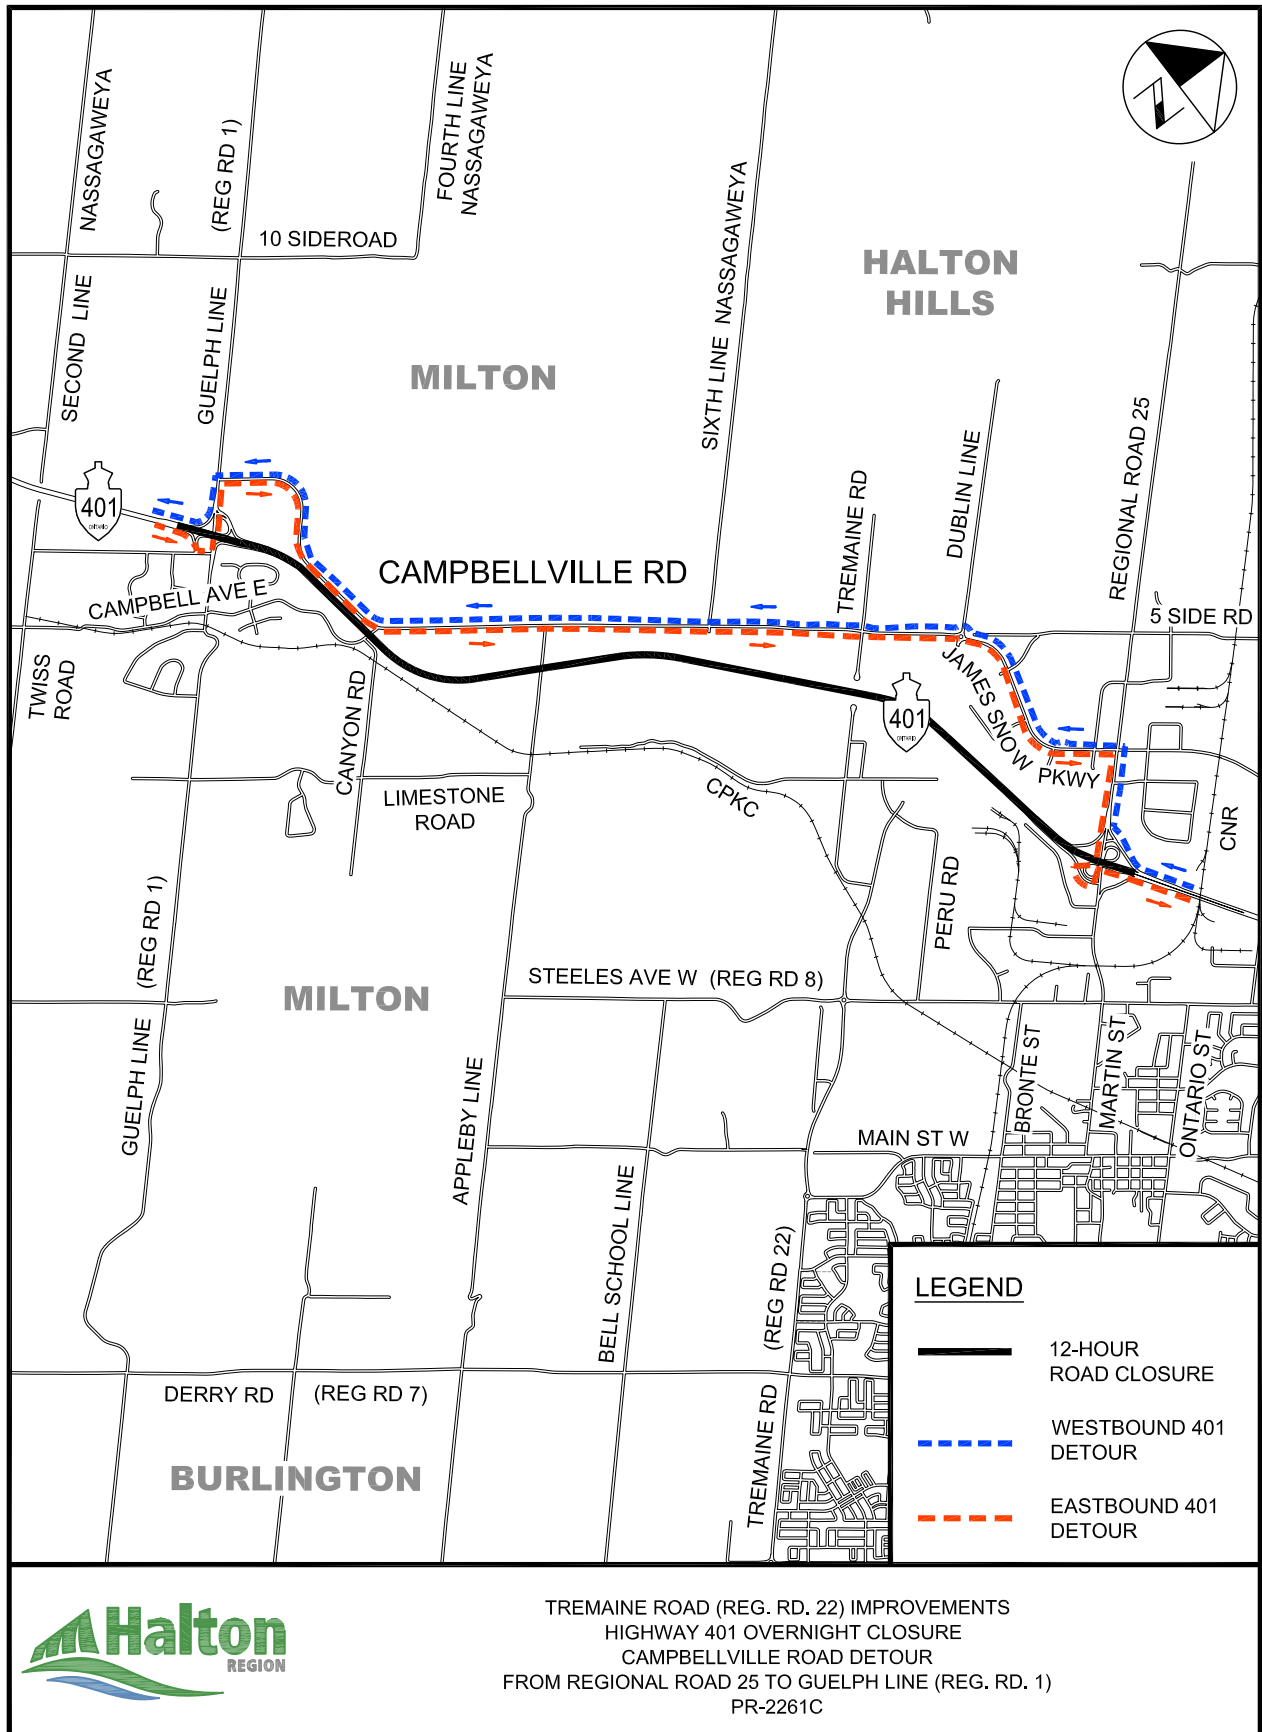 NASSAGAWEYA
(REG RD 1)
FOURTH LINE
NASSAGAWEYA
10 SIDEROAD
SECOND LINE
GUELPH LINE
SIXTH LINE NASSAGAWEYA
HALTON
HILLS
MILTON
REGIONAL ROAD 25
DUBLIN LINE
TREMAINE RD
401
ONTARIO
CAMPBELLVILLE RD
CAMPBELL AVE E
5 SIDE RD
TWISS
ROAD
CANYON RD
JAMES SNOW
PKWY
401
ONTARIO
LIMESTONE
ROAD
CPKC
CNR
PERU RD
(REG RD 1)
MILTON
STEELES AVE W (REG RD 8)
GUELPH LINE
APPLEBY LINE
BRONTE ST
MARTIN ST
ONTARIO ST
MAIN ST W
BELL SCHOOL LINE
(REG RD 22)
DERRY RD
(REG RD 7)
TREMAINE RD
BURLINGTON
LEGEND
12-HOUR
ROAD CLOSURE
WESTBOUND 401
DETOUR
EASTBOUND 401
DETOUR
Halton
REGION
TREMAINE ROAD (REG. RD. 22) IMPROVEMENTS
HIGHWAY 401 OVERNIGHT CLOSURE
CAMPBELLVILLE ROAD DETOUR
FROM REGIONAL ROAD 25 TO GUELPH LINE (REG. RD. 1)
PR-2261C